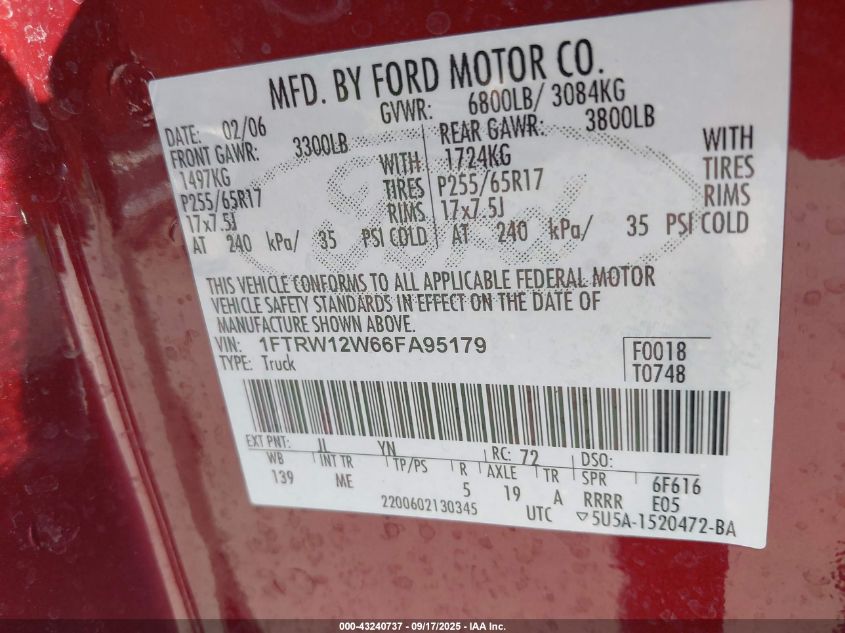 MFD. BY FORD MOTOR CO.
DATE: 02/06 GVWR: 6800LB/ 3084KG
FRONT GAWR: 3300LB REAR GAWR: 3800LB
1497KG WITH 1724KG WITH
P255/65R17 TIRES P255/65R17 TIRES
17x7.5J RIMS 17x7.5J RIMS
AT 240 kPa/ 35 PSI COLD AT 240 kPa/ 35 PSI COLD
THIS VEHICLE CONFORMS TO ALL APPLICABLE FEDERAL MOTOR
VEHICLE SAFETY STANDARDS IN EFFECT ON THE DATE OF
MANUFACTURE SHOWN ABOVE.
VIN: 1FTRW12W66FA95179 F0018
TYPE: Truck T0748
EXT PNT: JL YN RC: 72 DSO:
WB INT TR TP/PS R AXLE TR SPR 6F616
139 ME 5 19 A RRRR E05
2200602130345 UTC ▽5U5A-1520472-BA
000-43240737 - 09/17/2025 - IAA Inc.